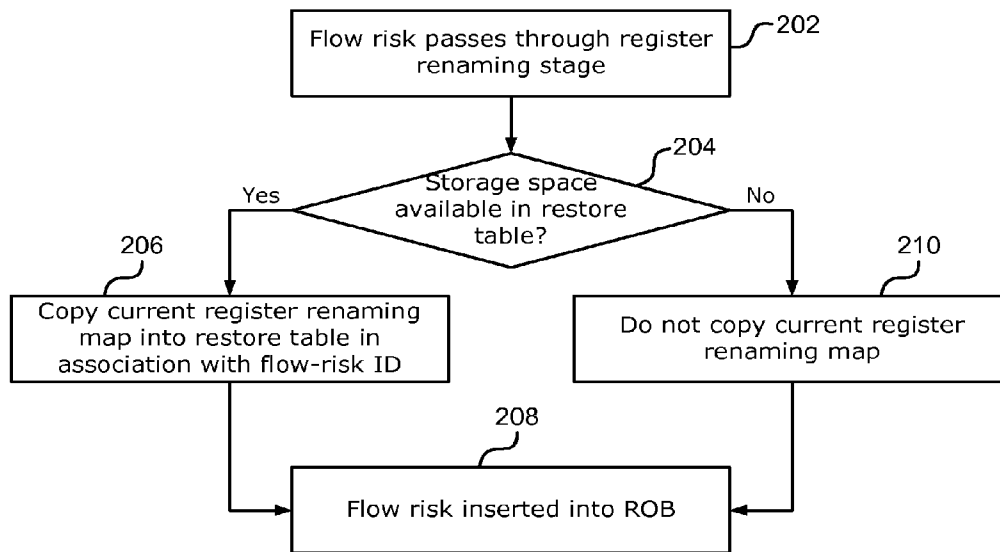 202
Flow risk passes through register
renaming stage
204
Storage space
available in restore
table?
Yes
No
206
210
Copy current register renaming
map into restore table in
association with flow-risk ID
Do not copy current register
renaming map
208
Flow risk inserted into ROB